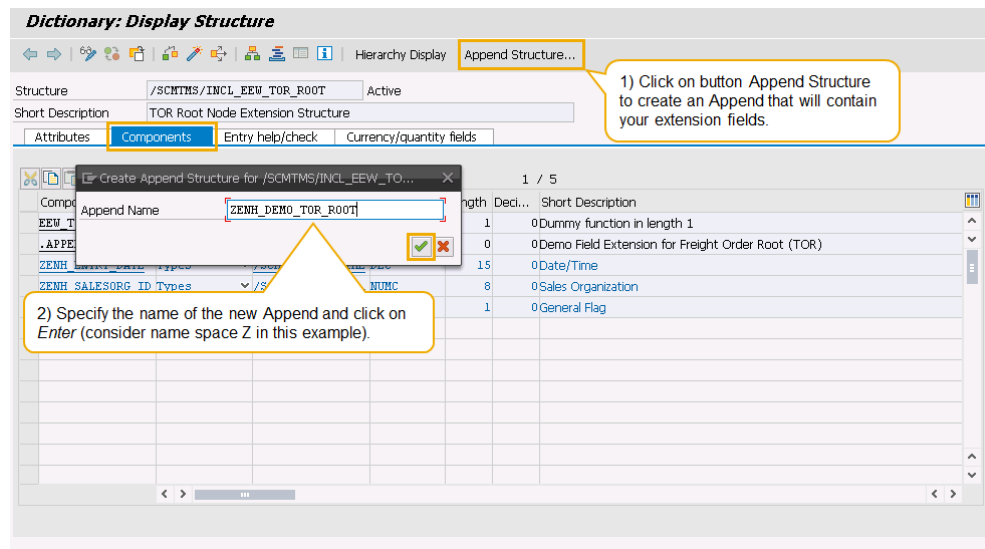 Dictionary: Display Structure
Hierarchy Display Append Structure...
Structure /SCMTMS/INCL_EEW_TOR_ROOT Active
Short Description TOR Root Node Extension Structure
Attributes Components Entry help/check Currency/quantity fields
1) Click on button Append Structure
to create an Append that will contain
your extension fields.
Create Append Structure for /SCMTMS/INCL_EEW_TO...
1 / 5
Deci... Short Description
Append Name ZENH_DEMO_TOR_ROOT
1 0 Dummy function in length 1
0 0 Demo Field Extension for Freight Order Root (TOR)
Types 15 0 Date/Time
ZENH_SALESORG_ID Types NUMC 8 0 Sales Organization
1 0 General Flag
2) Specify the name of the new Append and click on
Enter (consider name space Z in this example).